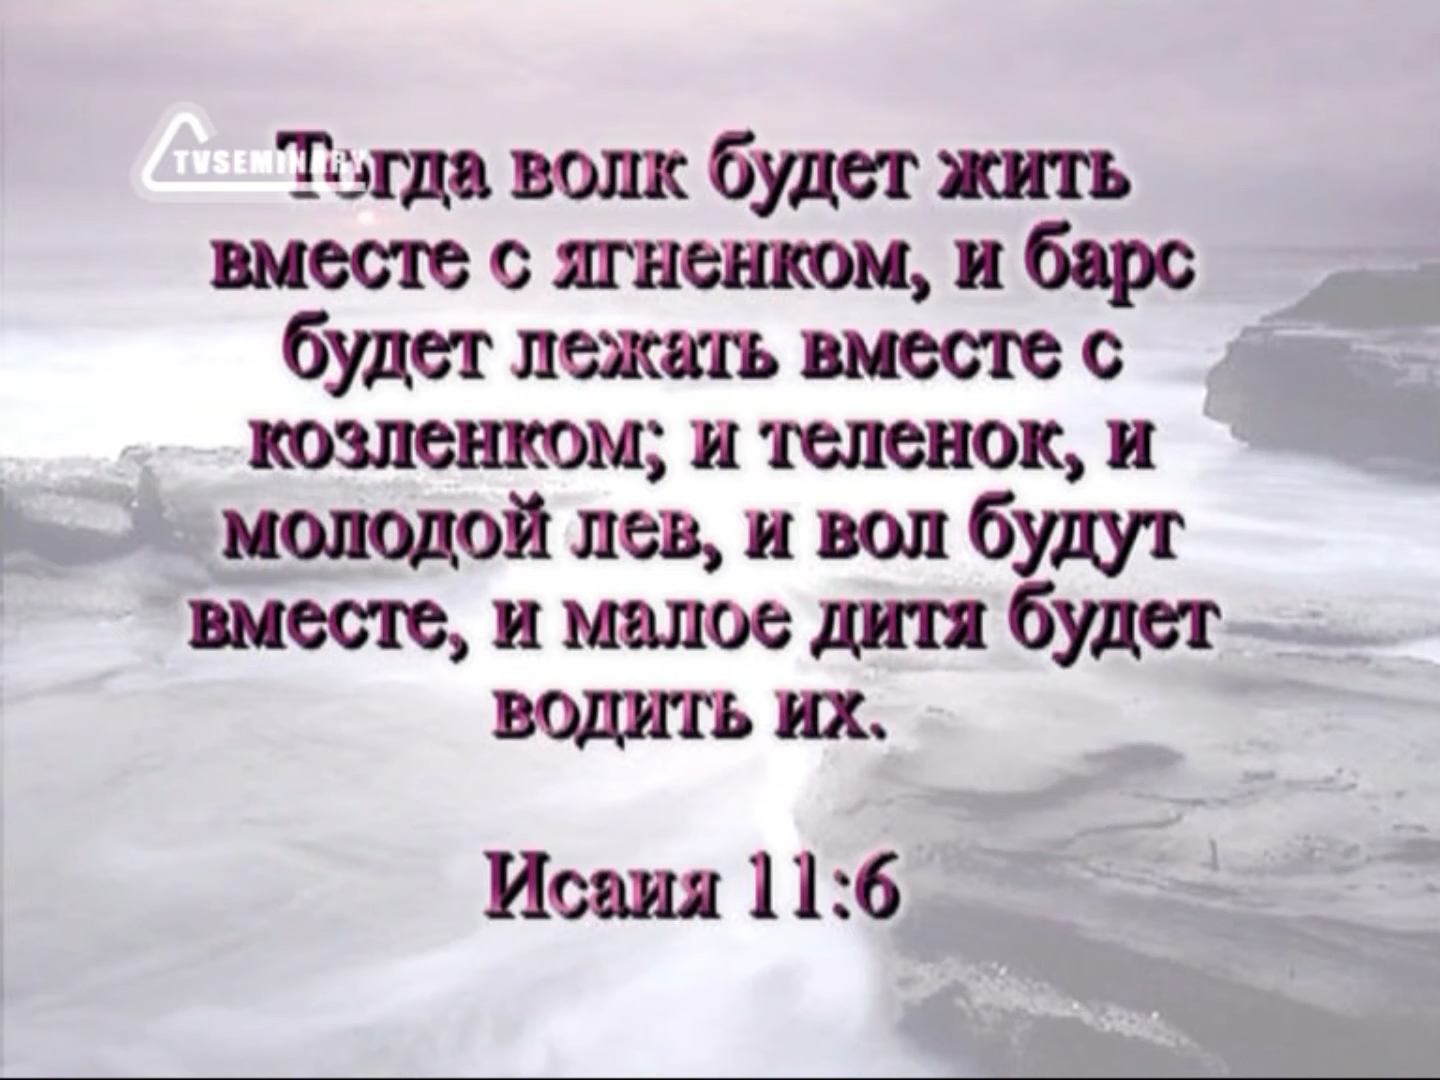 TVSEMINARY
Тогда волк будет жить
вместе с ягненком, и барс
будет лежать вместе с
козленком; и теленок, и
молодой лев, и вол будут
вместе, и малое дитя будет
водить их.
Исаия 11:6